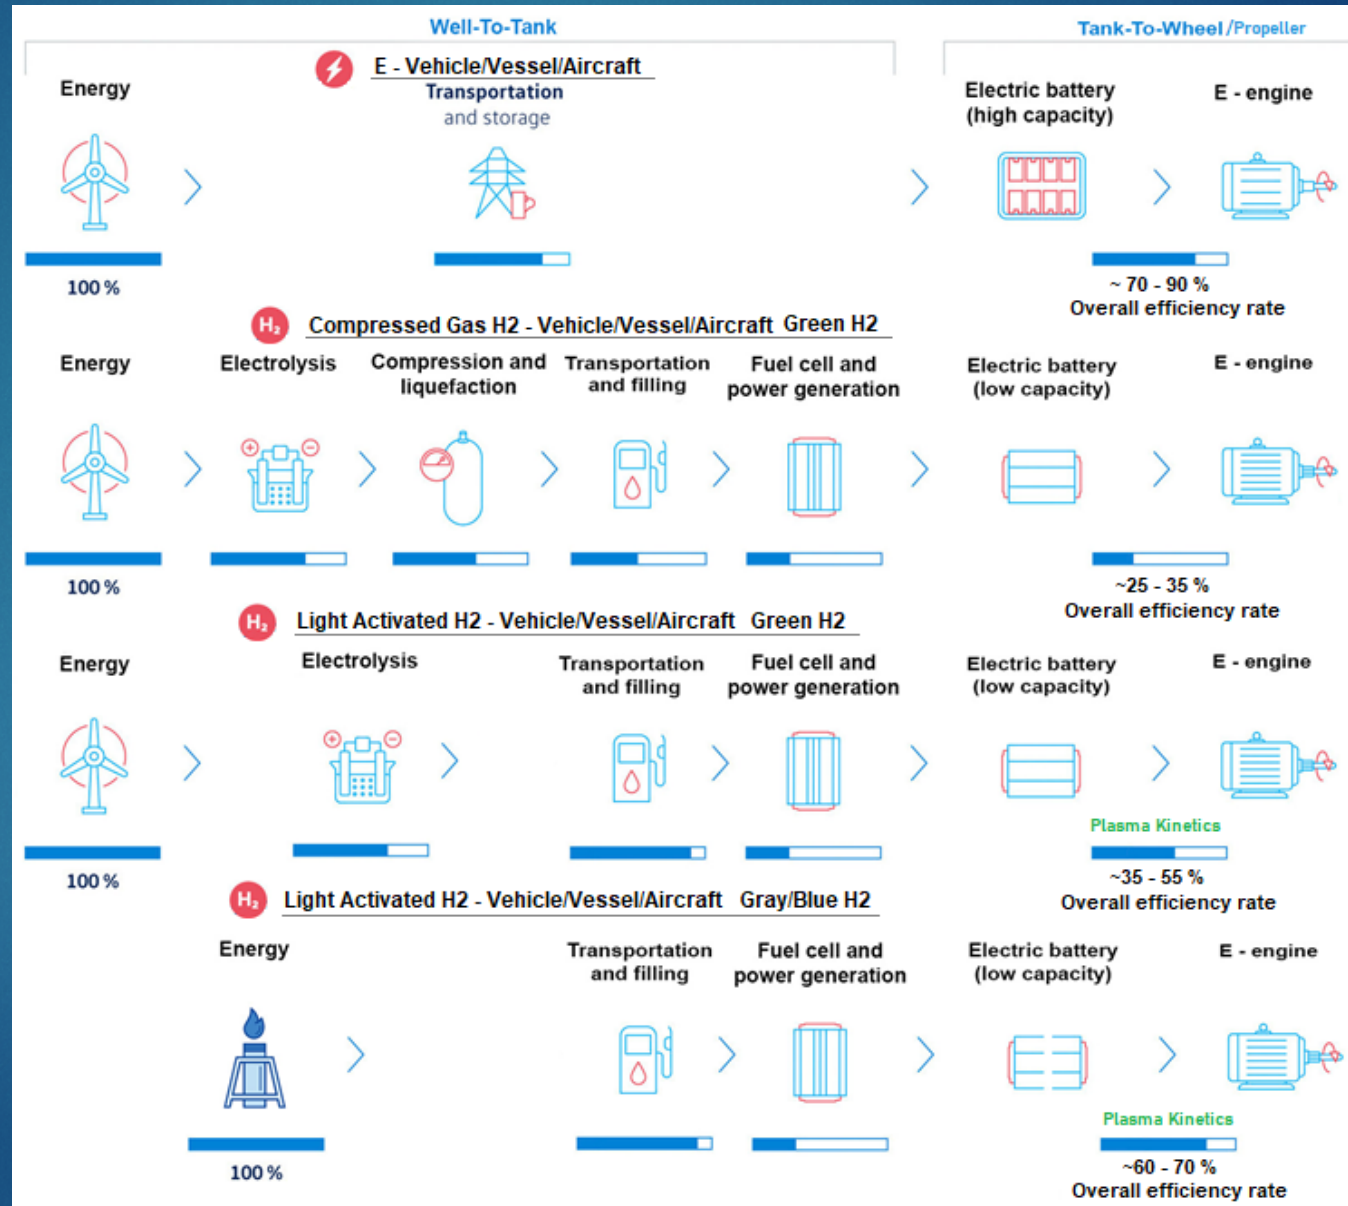 Well-To-Tank
Tank-To-Wheel/Propeller
E - Vehicle/Vessel/Aircraft
Energy
Transportation
and storage
Electric battery
(high capacity)
E - engine
100 %
~ 70 - 90 %
Overall efficiency rate
H₂ Compressed Gas H2 - Vehicle/Vessel/Aircraft Green H2
Energy
Electrolysis
Compression and
liquefaction
Transportation
and filling
Fuel cell and
power generation
Electric battery
(low capacity)
E - engine
100 %
~25 - 35 %
Overall efficiency rate
H₂ Light Activated H2 - Vehicle/Vessel/Aircraft Green H2
Energy
Electrolysis
Transportation
and filling
Fuel cell and
power generation
Electric battery
(low capacity)
E - engine
Plasma Kinetics
100 %
~35 - 55 %
Overall efficiency rate
H₂ Light Activated H2 - Vehicle/Vessel/Aircraft Gray/Blue H2
Energy
Transportation
and filling
Fuel cell and
power generation
Electric battery
(low capacity)
E - engine
Plasma Kinetics
100 %
~60 - 70 %
Overall efficiency rate